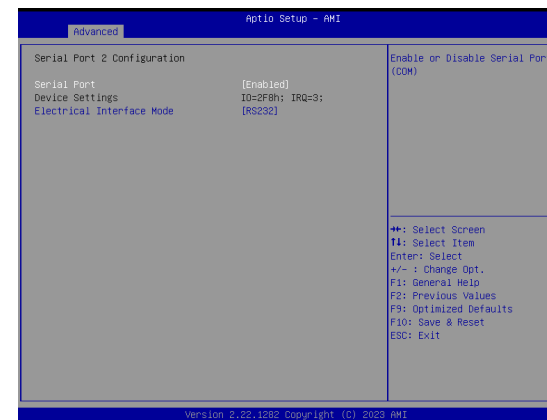 Aptio Setup - AMI
Advanced
Serial Port 2 Configuration
Serial Port [Enabled]
Device Settings IO=2F8h; IRQ=3;
Electrical Interface Mode [RS232]
Enable or Disable Serial Por
(COM)
→←: Select Screen
↑↓: Select Item
Enter: Select
+/- : Change Opt.
F1: General Help
F2: Previous Values
F9: Optimized Defaults
F10: Save & Reset
ESC: Exit
Version 2.22.1282 Copyright (C) 2023 AMI